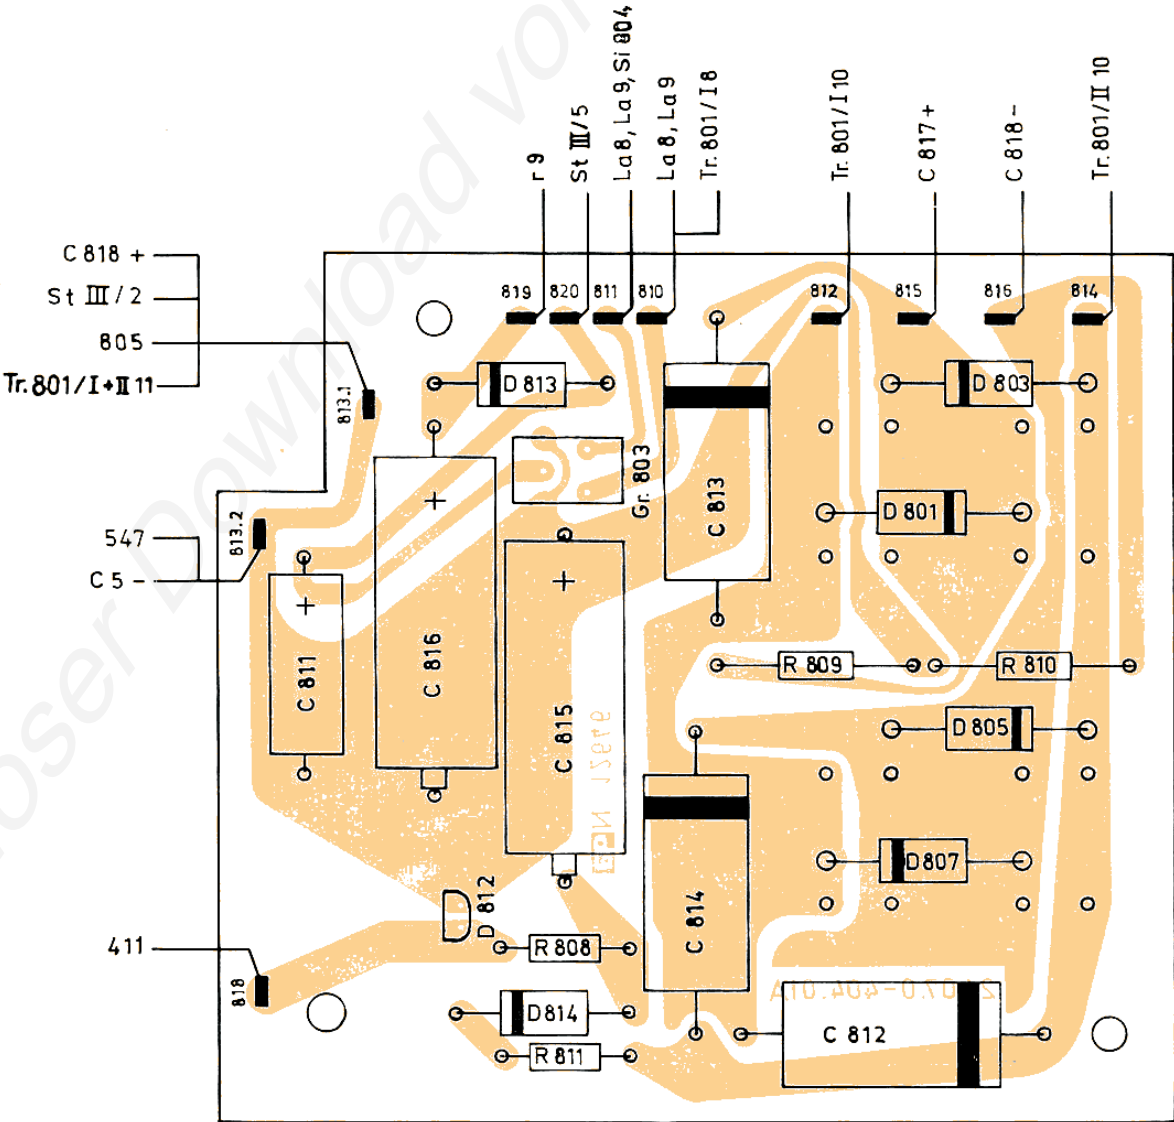 r 9
St III/5
La 8, La 9, Si 804
La 8, La 9
Tr. 801/I 8
Tr. 801/I 10
C 817+
C 818-
Tr. 801/II 10
C 818 +
St III / 2
805
Tr. 801/I+II 11
547
C 5 -
411
819
820
811
810
812
815
816
814
813.1
813.2
818
D 813
D 803
Gr. 803
C 813
D 801
C 811
C 816
C 815
R 809
R 810
D 805
12646
D 807
D 812
C 814
R 808
D 814
R 811
C 812